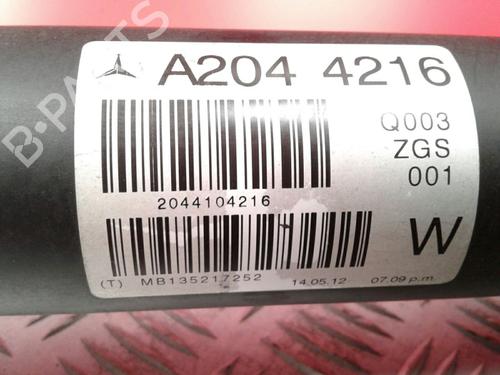 B-PARTS
A204 4216
Q003
ZGS
001
2044104216
W
(T) MB135217252 14.05.12 07:09 p.m.